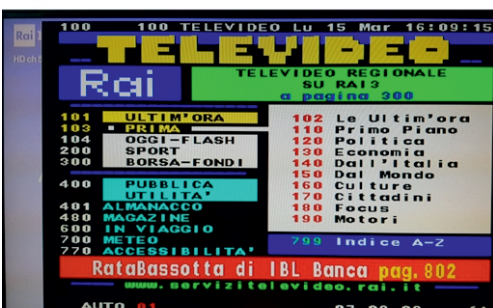 Rai 1
HD ch 5
100 100 TELEVIDEO Lu 15 Mar 16:09:15
TELEVIDEO
Rai
TELEVIDEO REGIONALE
SU RAI3
a pagina 300
101 ULTIM'ORA
103 PRIMA
104 OGGI-FLASH
200 SPORT
300 BORSA-FONDI
400 PUBBLICA
UTILITA'
401 ALMANACCO
480 MAGAZINE
600 IN VIAGGIO
700 METEO
770 ACCESSIBILITA'
102 Le Ultim'ora
110 Primo Piano
120 Politica
130 Economia
140 Dall'Italia
150 Dal Mondo
160 Culture
170 Cittadini
180 Focus
190 Motori
799 Indice A-Z
RataBassotta di IBL Banca pag.802
www.servizitelevideo.rai.it